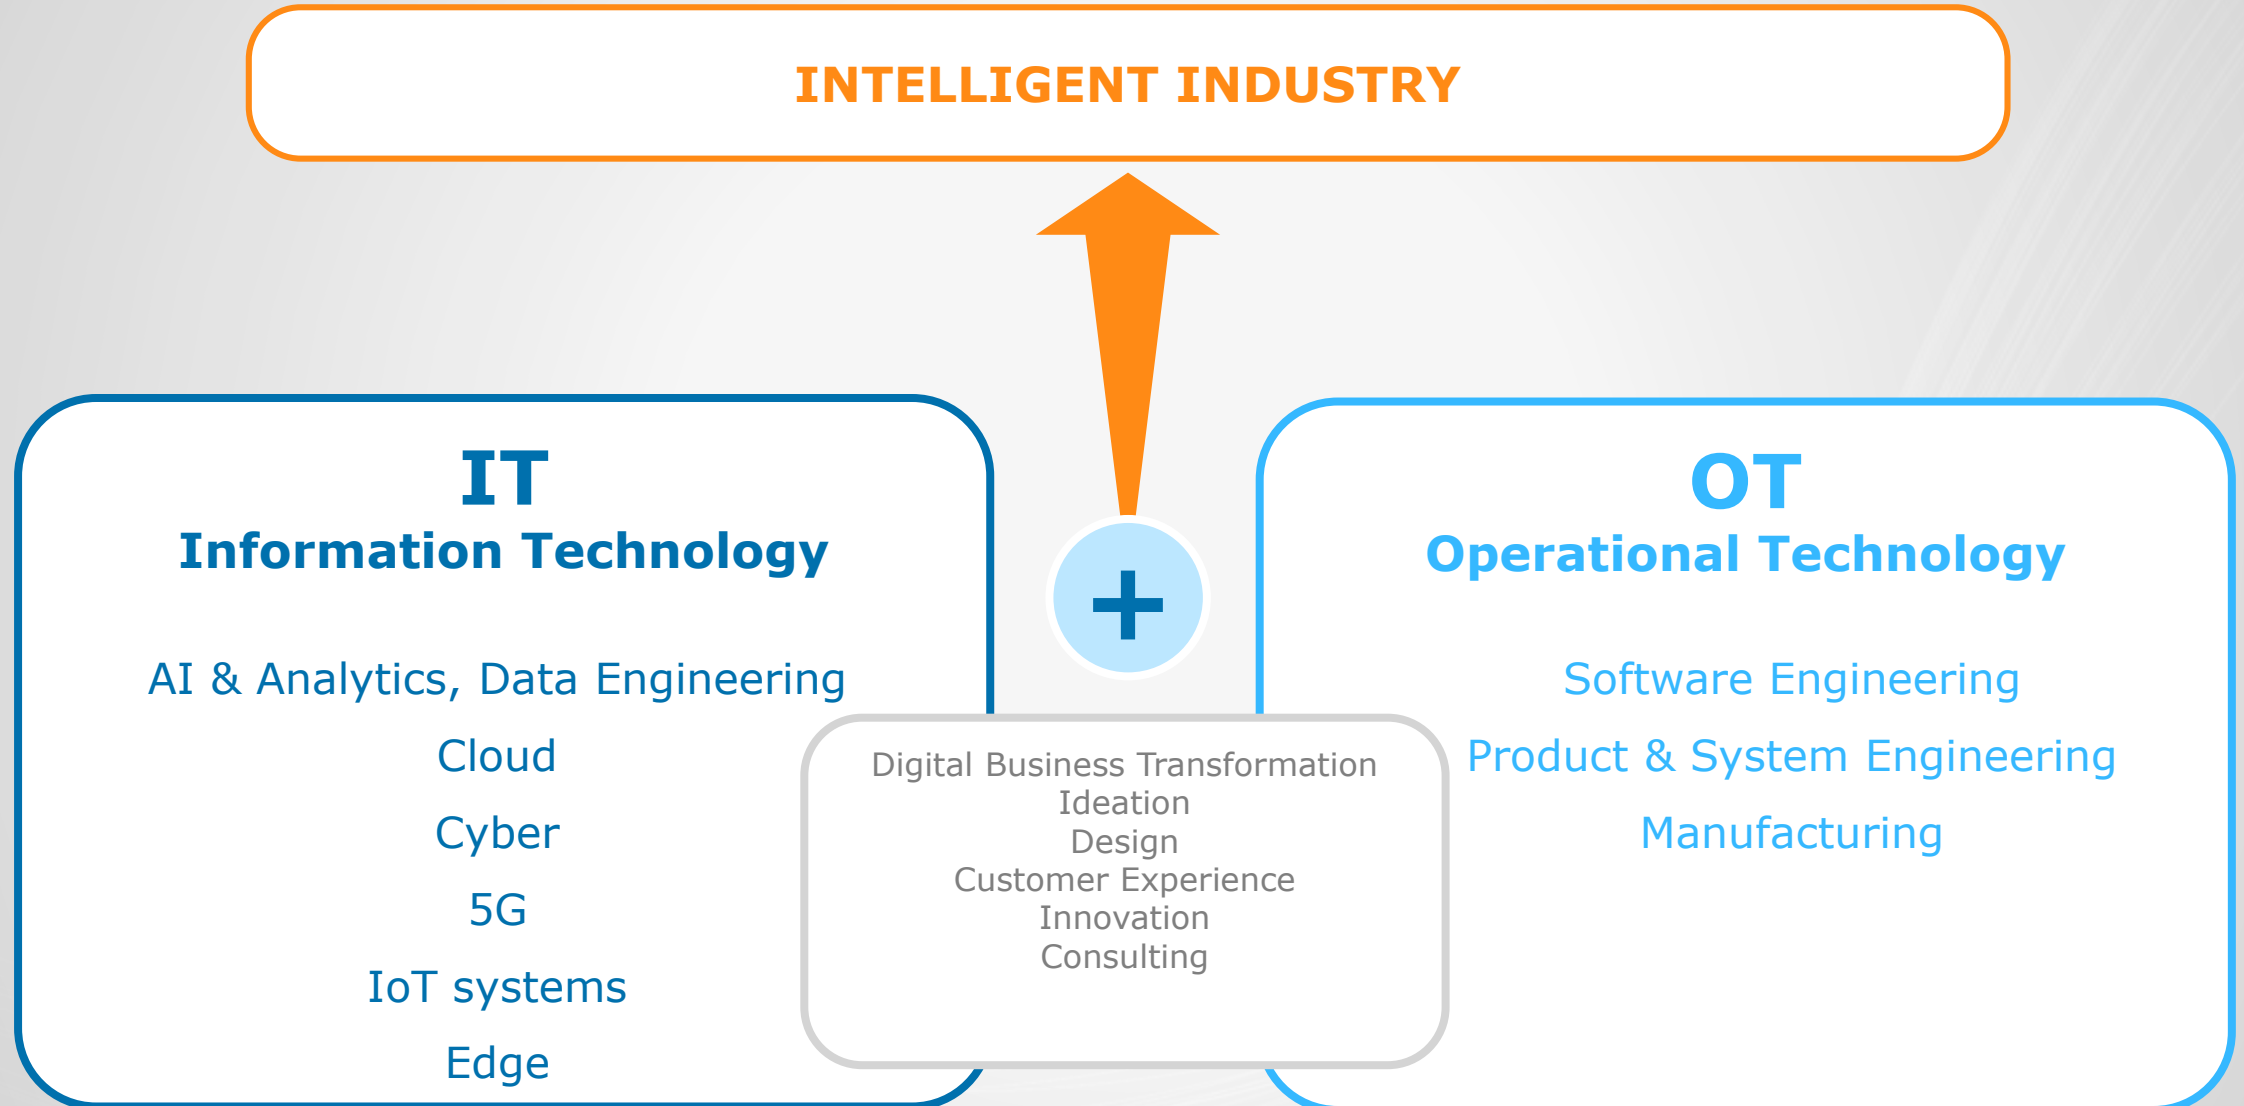 INTELLIGENT INDUSTRY
IT
Information Technology
AI & Analytics, Data Engineering
Cloud
Cyber
5G
IoT systems
Edge
+
Digital Business Transformation
Ideation
Design
Customer Experience
Innovation
Consulting
OT
Operational Technology
Software Engineering
Product & System Engineering
Manufacturing